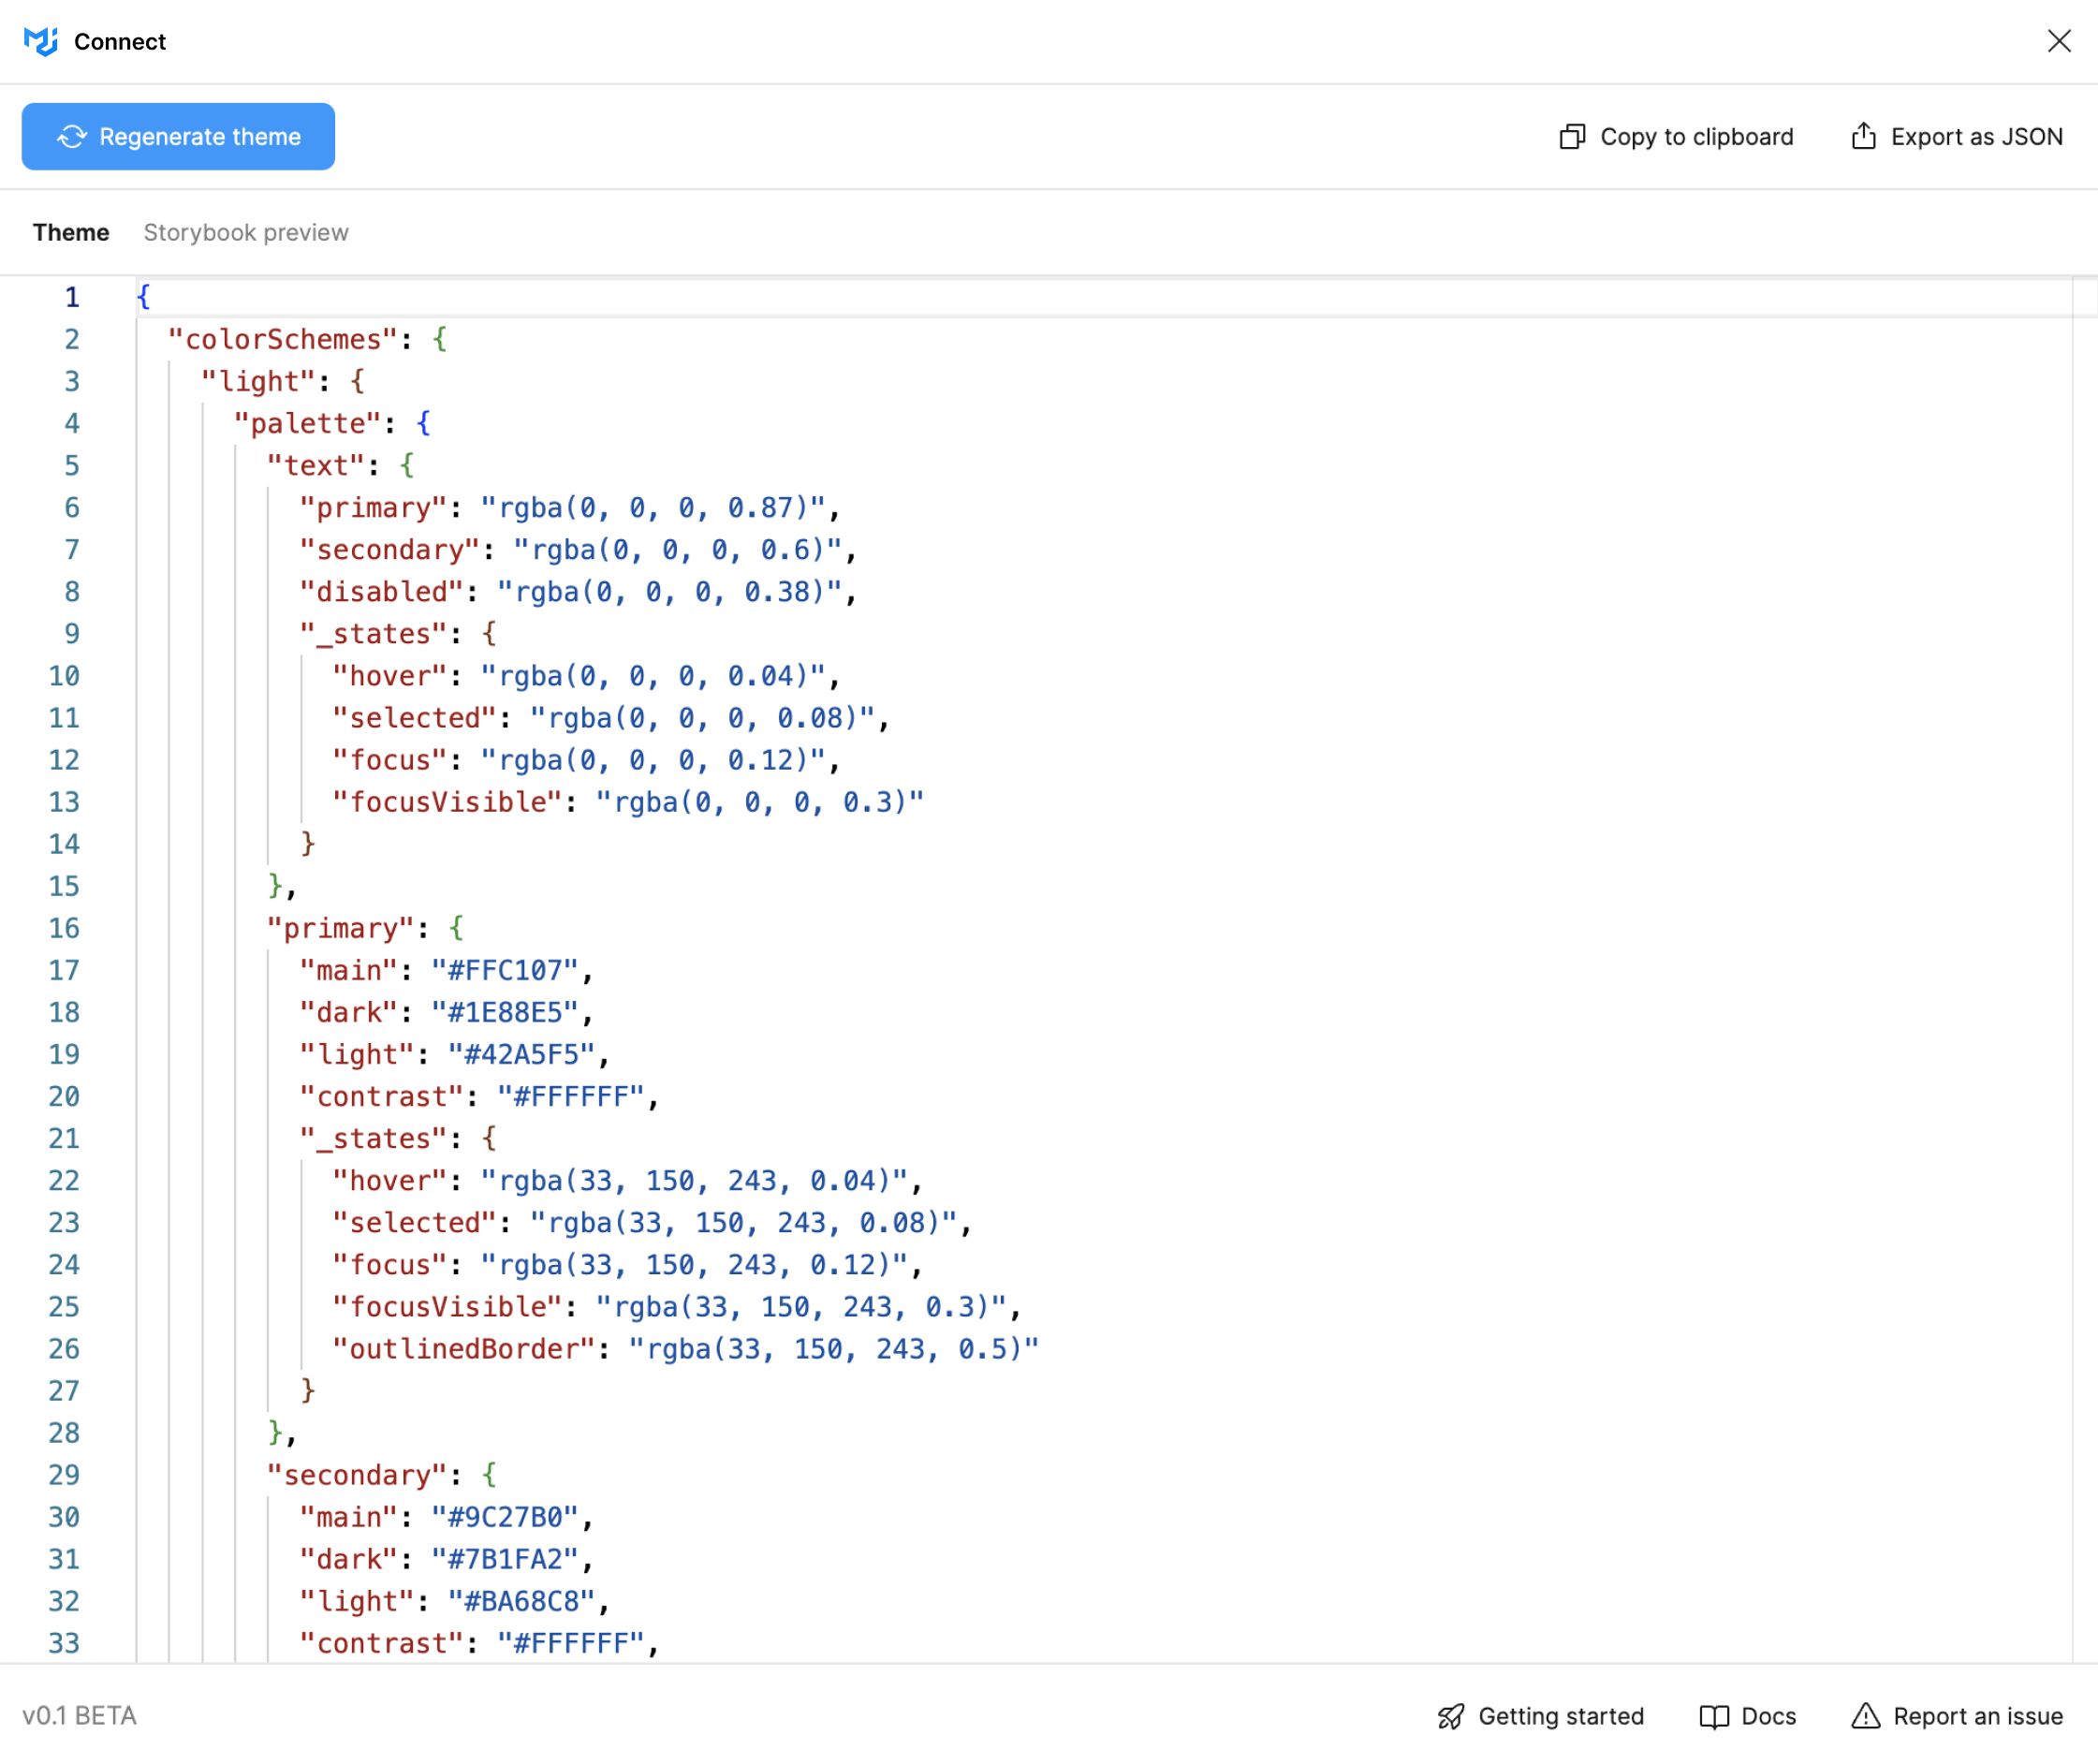 Connect
Regenerate theme
Copy to clipboard
Export as JSON
Theme
Storybook preview
1 {
2   "colorSchemes": {
3     "light": {
4       "palette": {
5         "text": {
6           "primary": "rgba(0, 0, 0, 0.87)",
7           "secondary": "rgba(0, 0, 0, 0.6)",
8           "disabled": "rgba(0, 0, 0, 0.38)",
9           "_states": {
10             "hover": "rgba(0, 0, 0, 0.04)",
11             "selected": "rgba(0, 0, 0, 0.08)",
12             "focus": "rgba(0, 0, 0, 0.12)",
13             "focusVisible": "rgba(0, 0, 0, 0.3)"
14           }
15         },
16         "primary": {
17           "main": "#FFC107",
18           "dark": "#1E88E5",
19           "light": "#42A5F5",
20           "contrast": "#FFFFFF",
21           "_states": {
22             "hover": "rgba(33, 150, 243, 0.04)",
23             "selected": "rgba(33, 150, 243, 0.08)",
24             "focus": "rgba(33, 150, 243, 0.12)",
25             "focusVisible": "rgba(33, 150, 243, 0.3)",
26             "outlinedBorder": "rgba(33, 150, 243, 0.5)"
27           }
28         },
29         "secondary": {
30           "main": "#9C27B0",
31           "dark": "#7B1FA2",
32           "light": "#BA68C8",
33           "contrast": "#FFFFFF",
v0.1 BETA
Getting started
Docs
Report an issue